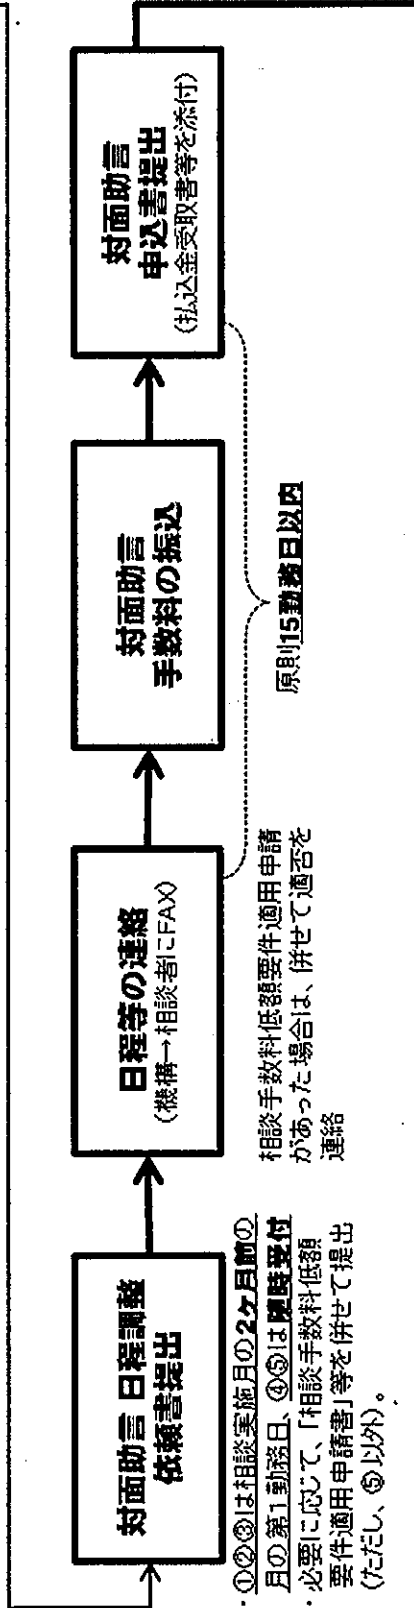 対面助言 日程調整
依頼書提出
・①②③は相談実施月の2ヶ月前の
月の第1勤務日、④⑤は随時受付
・必要に応じて、「相談手数料低額
要件適用申請書」等を併せて提出
(ただし、⑤以外)。
日程等の連絡
(機構→相談者にFAX)
相談手数料低額要件適用申請
があった場合は、併せて適否を
連絡
対面助言
手数料の振込
原則15勤務日以内
対面助言
申込書提出
(払込金受取書等を添付)